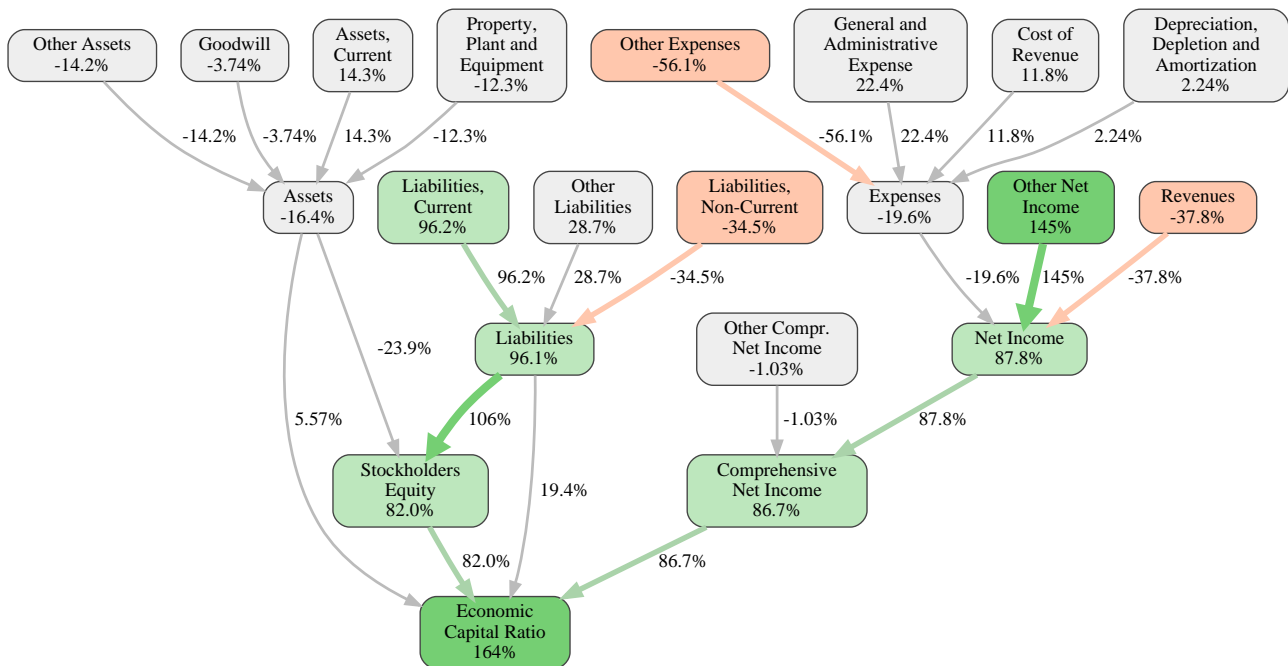 Other Assets
-14.2%
Goodwill
-3.74%
Assets,
Current
14.3%
Property,
Plant and
Equipment
-12.3%
Other Expenses
-56.1%
General and
Administrative
Expense
22.4%
Cost of
Revenue
11.8%
Depreciation,
Depletion and
Amortization
2.24%
-14.2%
-3.74%
14.3%
-12.3%
-56.1%
22.4%
11.8%
2.24%
Assets
-16.4%
Liabilities,
Current
96.2%
Other
Liabilities
28.7%
Liabilities,
Non-Current
-34.5%
Expenses
-19.6%
Other Net
Income
145%
Revenues
-37.8%
96.2%
28.7%
-34.5%
-19.6%
145%
-37.8%
Liabilities
96.1%
Other Compr.
Net Income
-1.03%
Net Income
87.8%
-23.9%
5.57%
106%
19.4%
-1.03%
87.8%
Stockholders
Equity
82.0%
Comprehensive
Net Income
86.7%
82.0%
86.7%
Economic
Capital Ratio
164%